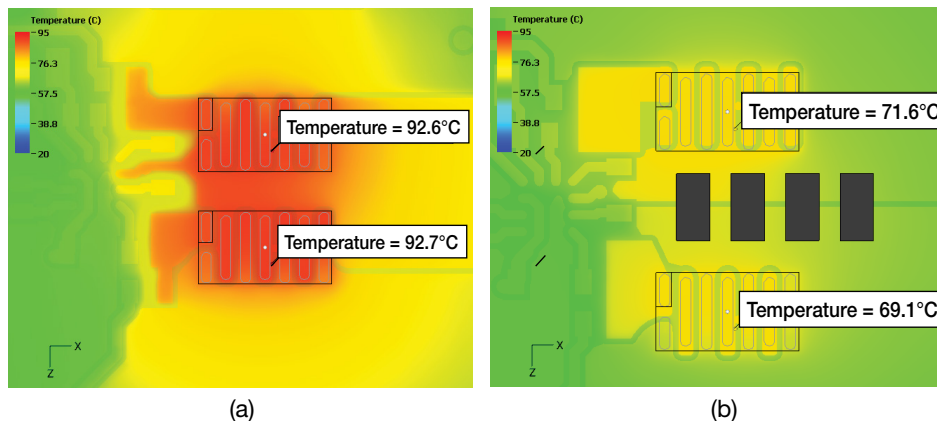 Temperature (C)
95
76.3
57.5
38.8
20
Temperature = 92.6°C
Temperature = 92.7°C
X
Z
(a)
Temperature (C)
95
76.3
57.5
38.8
20
Temperature = 71.6°C
Temperature = 69.1°C
X
Z
(b)